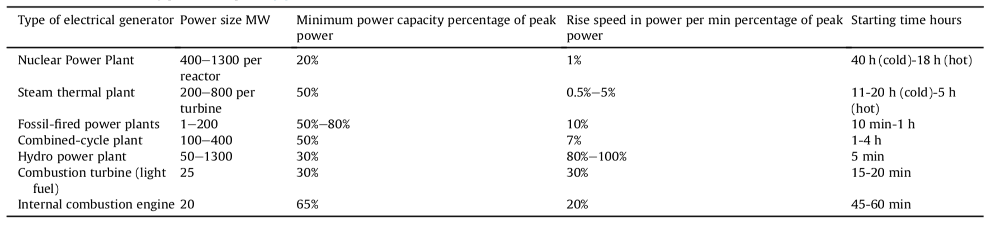 Type of electrical generator Power size MW Minimum power capacity percentage of peak Rise speed in power per min percentage of peak Starting time hours
power power
Nuclear Power Plant 400–1300 per 20% 1% 40 h (cold)-18 h (hot)
reactor
Steam thermal plant 200–800 per 50% 0.5%–5% 11-20 h (cold)-5 h
turbine (hot)
Fossil-fired power plants 1–200 50%–80% 10% 10 min-1 h
Combined-cycle plant 100–400 50% 7% 1-4 h
Hydro power plant 50–1300 30% 80%–100% 5 min
Combustion turbine (light 25 30% 30% 15-20 min
fuel)
Internal combustion engine 20 65% 20% 45-60 min